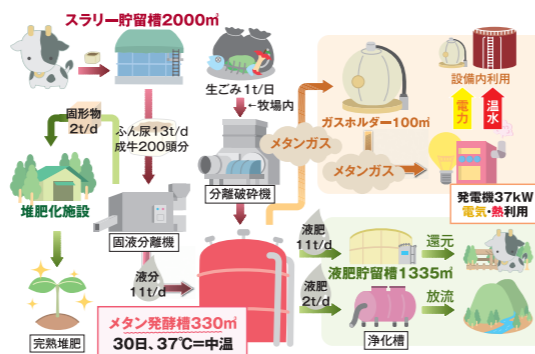 スラリー貯留槽2000㎥
生ごみ1t/日
←牧場内
設備内利用
電力
温水
固形物
2t/d
ふん尿13t/d
成牛200頭分
ガスホルダー100㎥
メタンガス
メタンガス
分離破砕機
発電機37kW
電気・熱利用
堆肥化施設
固液分離機
液分
11t/d
液肥
11t/d
還元
液肥貯留槽1335㎥
液肥
2t/d
放流
メタン発酵槽330㎥
30日、37℃=中温
浄化槽
完熟堆肥